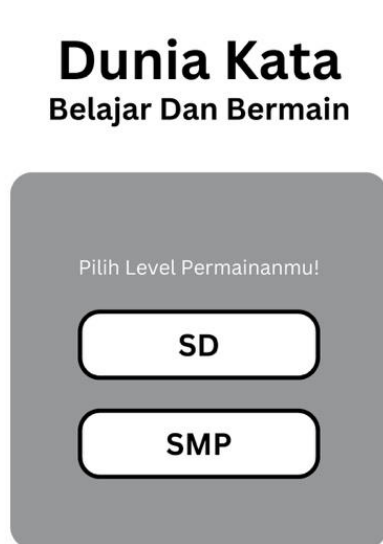 Dunia Kata
Belajar Dan Bermain
Pilih Level Permainanmu!
SD
SMP